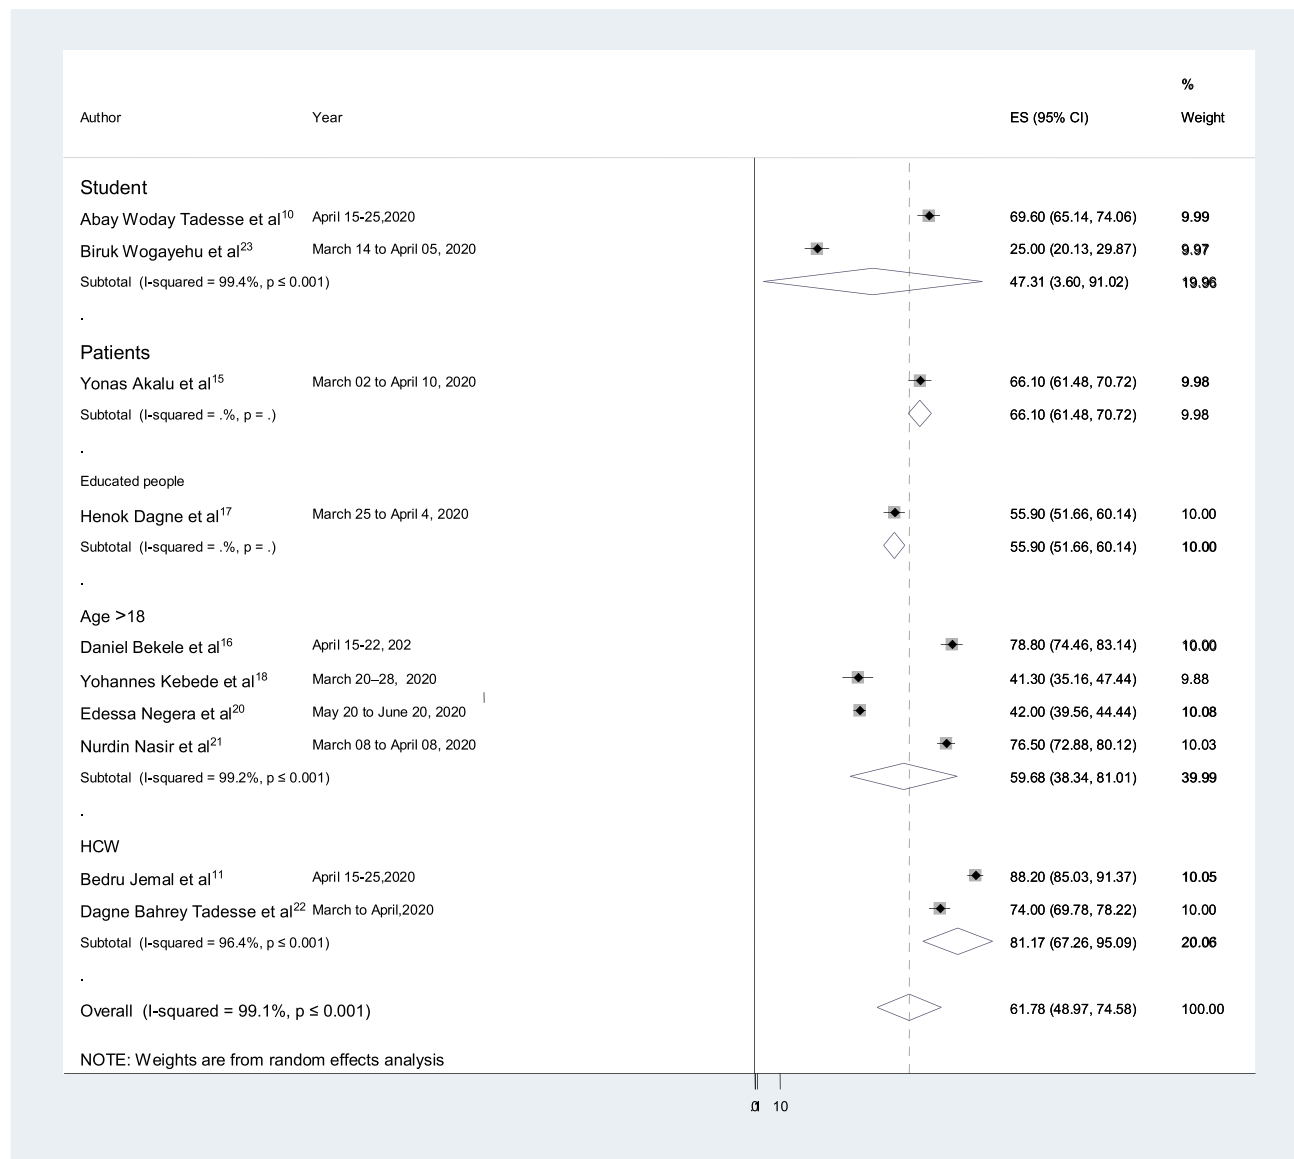 %
Author Year ES (95% CI) Weight
Student
Abay Woday Tadesse et al10 April 15-25,2020 69.60 (65.14, 74.06) 9.99
Biruk Wogayehu et al23 March 14 to April 05, 2020 25.00 (20.13, 29.87) 9.97
Subtotal (I-squared = 99.4%, p ≤ 0.001) 47.31 (3.60, 91.02) 19.96
.
Patients
Yonas Akalu et al15 March 02 to April 10, 2020 66.10 (61.48, 70.72) 9.98
Subtotal (I-squared = .%, p = .) 66.10 (61.48, 70.72) 9.98
.
Educated people
Henok Dagne et al17 March 25 to April 4, 2020 55.90 (51.66, 60.14) 10.00
Subtotal (I-squared = .%, p = .) 55.90 (51.66, 60.14) 10.00
.
Age >18
Daniel Bekele et al16 April 15-22, 202 78.80 (74.46, 83.14) 10.00
Yohannes Kebede et al18 March 20–28, 2020 41.30 (35.16, 47.44) 9.88
Edessa Negera et al20 May 20 to June 20, 2020 42.00 (39.56, 44.44) 10.08
Nurdin Nasir et al21 March 08 to April 08, 2020 76.50 (72.88, 80.12) 10.03
Subtotal (I-squared = 99.2%, p ≤ 0.001) 59.68 (38.34, 81.01) 39.99
.
HCW
Bedru Jemal et al11 April 15-25,2020 88.20 (85.03, 91.37) 10.05
Dagne Bahrey Tadesse et al22 March to April,2020 74.00 (69.78, 78.22) 10.00
Subtotal (I-squared = 96.4%, p ≤ 0.001) 81.17 (67.26, 95.09) 20.06
.
Overall (I-squared = 99.1%, p ≤ 0.001) 61.78 (48.97, 74.58) 100.00
NOTE: Weights are from random effects analysis
10